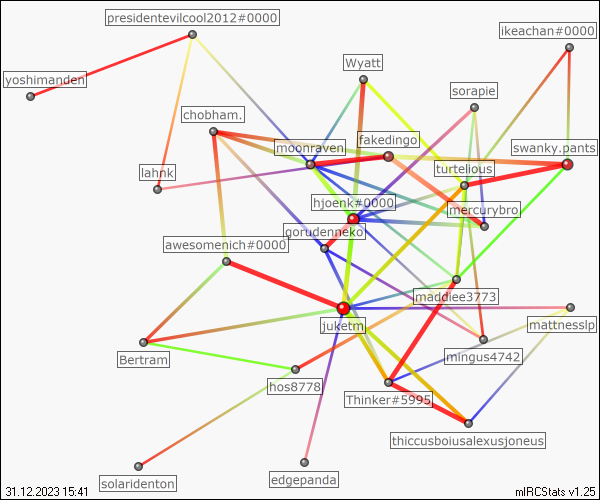 presidentevilcool2012#0000
ikeachan#0000
Wyatt
yoshimanden
sorapie
chobham.
fakedingo
moonraven
swanky.pants
turtelious
lahnk
hjoenk#0000
mercurybro
gorudenneko
awesomenich#0000
maddiee3773
juketm
mattnesslp
Bertram
mingus4742
hos8778
Thinker#5995
thiccusboiusalexusjoneus
solaridenton
edgepanda
31.12.2023 15:41
mIRCStats v1.25